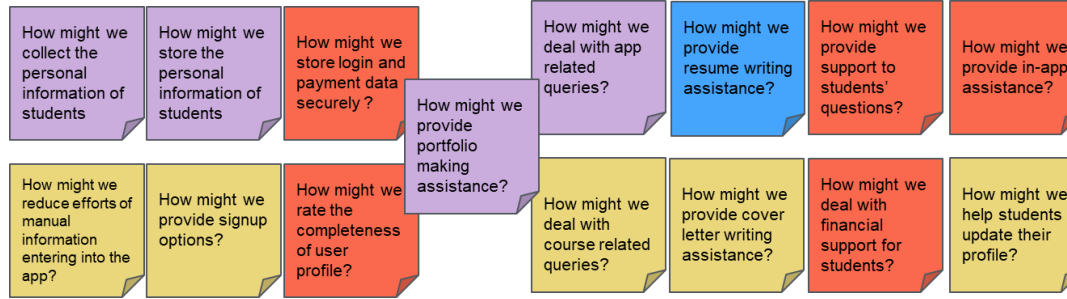 How might we
collect the
personal
information of
students
How might we
store the
personal
information of
students
How might we
store login and
payment data
securely ?
How might we
provide
portfolio
making
assistance?
How might we
deal with app
related
queries?
How might we
provide
resume writing
assistance?
How might we
provide
support to
students’
questions?
How might we
provide in-app
assistance?
How might we
reduce efforts of
manual
information
entering into the
app?
How might we
provide signup
options?
How might we
rate the
completeness
of user
profile?
How might we
deal with
course related
queries?
How might we
provide cover
letter writing
assistance?
How might we
deal with
financial
support for
students?
How might we
help students
update their
profile?